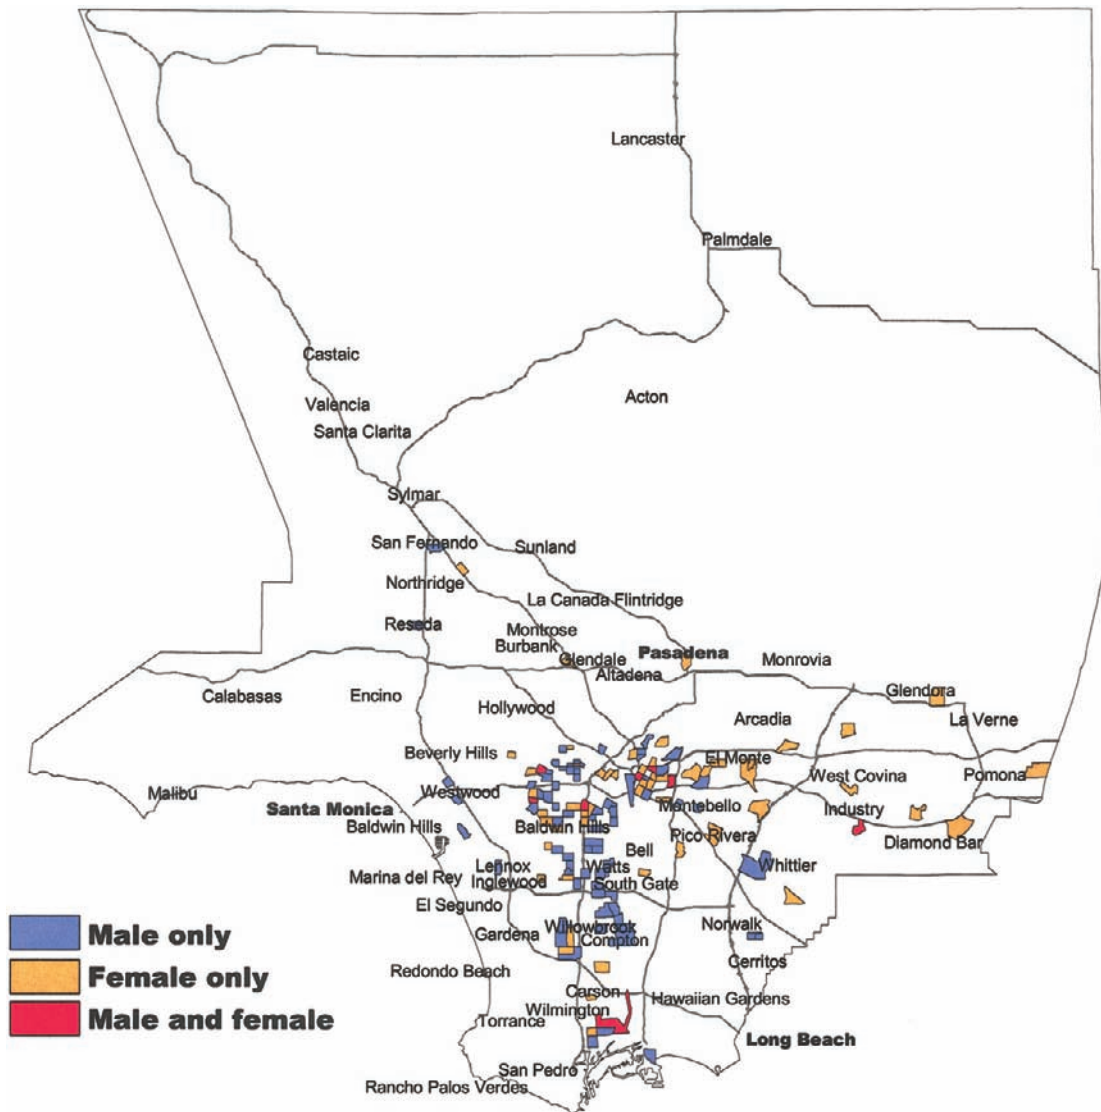 Lancaster
Palmdale
Castaic
Acton
Valencia
Santa Clarita
Sylmar
San Fernando
Sunland
Northridge
La Canada Flintridge
Reseda
Montrose
Burbank
Pasadena
Glendale
Monrovia
Altadena
Calabasas
Encino
Glendora
Hollywood
Arcadia
La Verne
Beverly Hills
El Monte
West Covina
Pomona
Malibu
Westwood
Santa Monica
Montebello
Industry
Baldwin Hills
Baldwin Hills
Pico Rivera
Diamond Bar
Bell
Lennox
Watts
Whittier
Marina del Rey
Inglewood
South Gate
El Segundo
Male only
Gardena
Willowbrook
Norwalk
Compton
Cerritos
Redondo Beach
Female only
Carson
Hawaiian Gardens
Wilmington
Male and female
Torrance
Long Beach
San Pedro
Rancho Palos Verdes